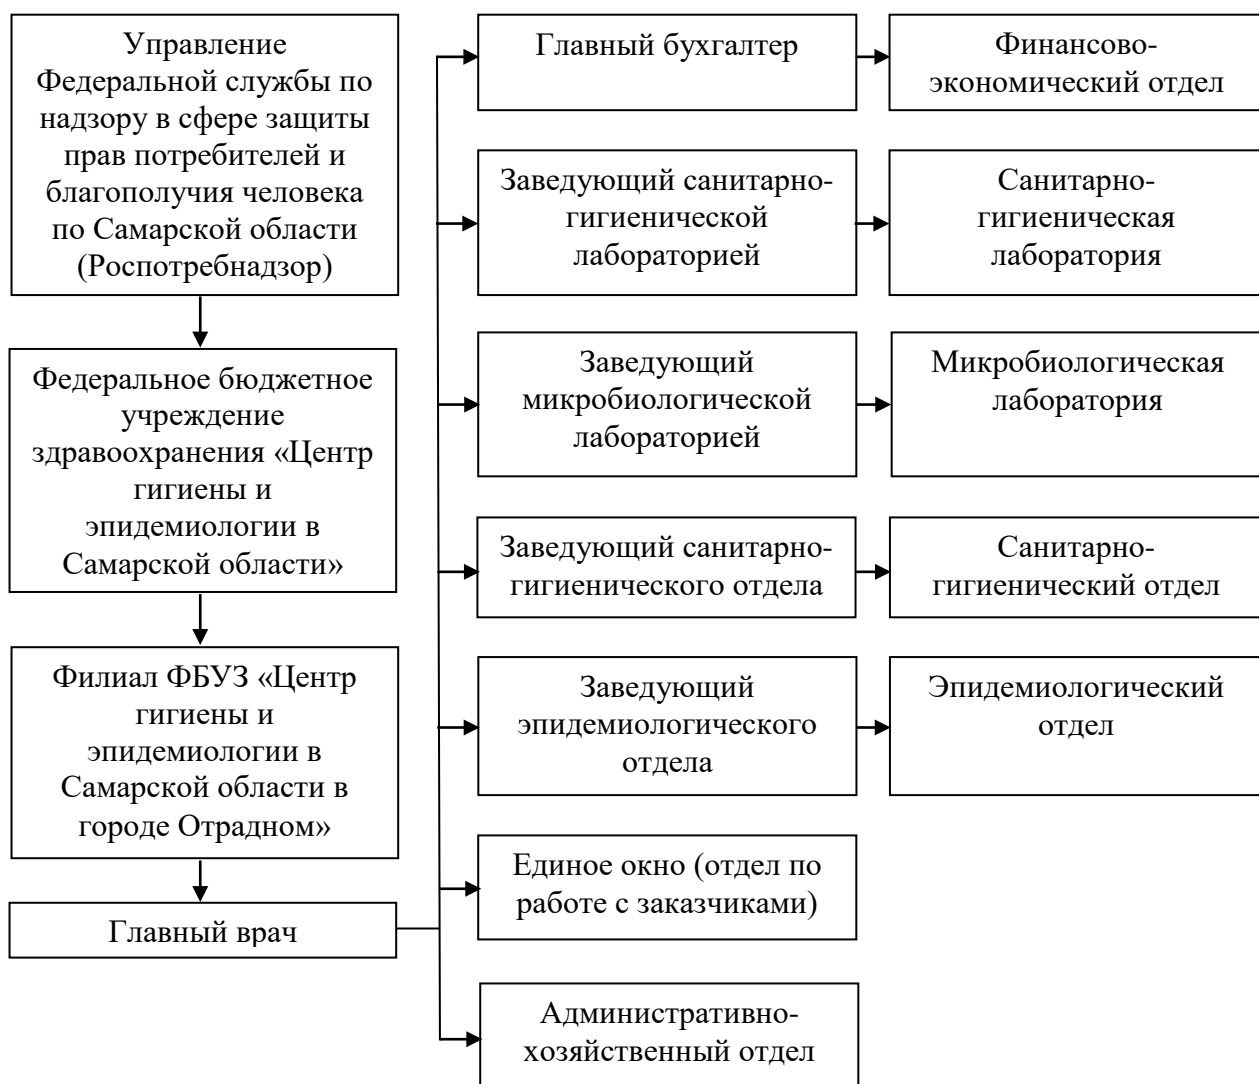 Управление
Федеральной службы по
надзору в сфере защиты
прав потребителей и
благополучия человека
по Самарской области
(Роспотребнадзор)
Федеральное бюджетное
учреждение
здравоохранения «Центр
гигиены и
эпидемиологии в
Самарской области»
Филиал ФБУЗ «Центр
гигиены и
эпидемиологии в
Самарской области в
городе Отрадном»
Главный врач
Главный бухгалтер
Финансово-
экономический отдел
Заведующий санитарно-
гигиенической
лабораторией
Санитарно-
гигиеническая
лаборатория
Заведующий
микробиологической
лабораторией
Микробиологическая
лаборатория
Заведующий санитарно-
гигиенического отдела
Санитарно-
гигиенический отдел
Заведующий
эпидемиологического
отдела
Эпидемиологический
отдел
Единое окно (отдел по
работе с заказчиками)
Административно-
хозяйственный отдел